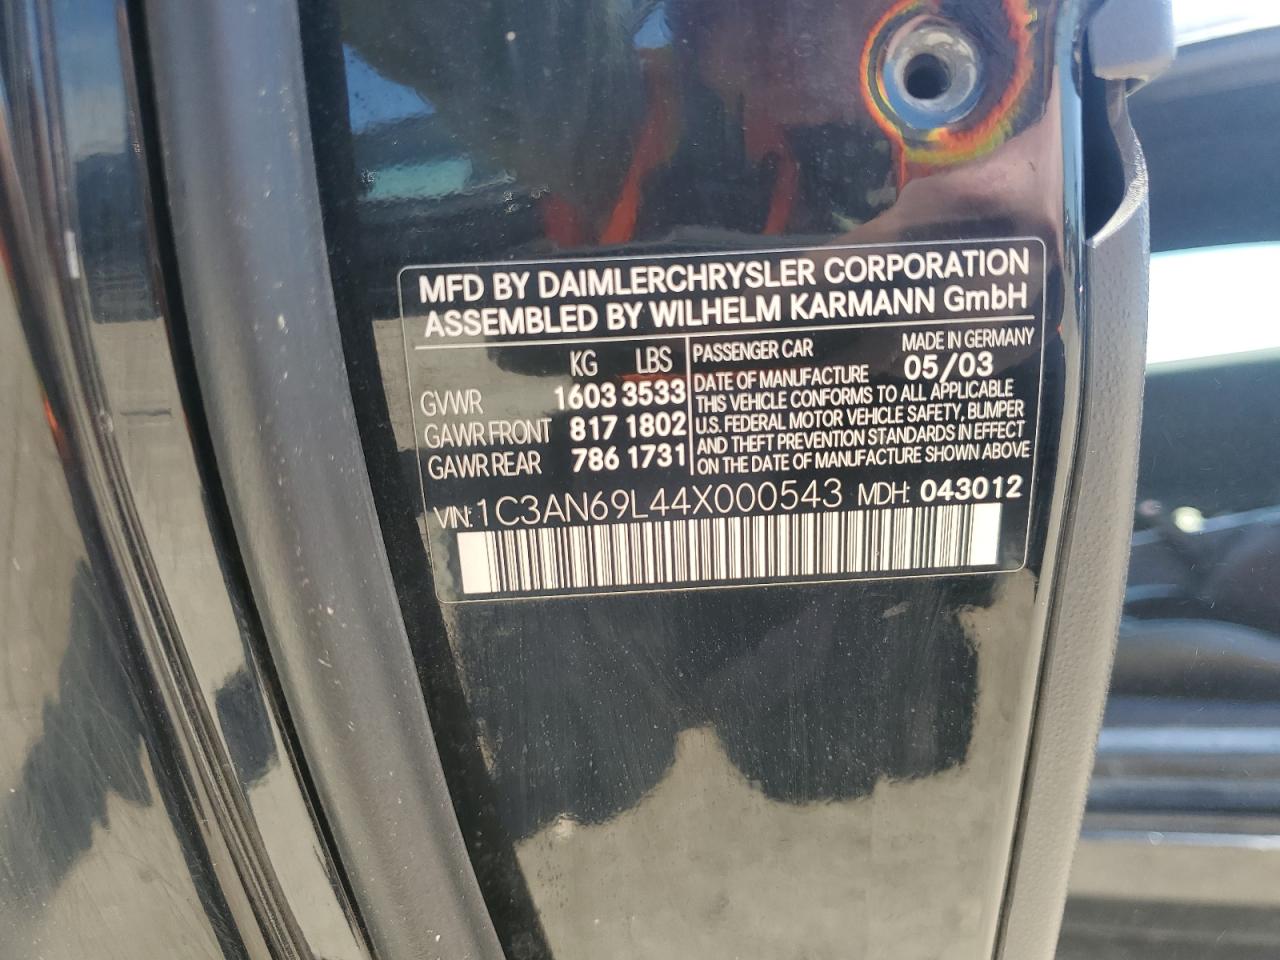 MFD BY DAIMLERCHRYSLER CORPORATION
ASSEMBLED BY WILHELM KARMANN GmbH
KG LBS
GVWR 1603 3533
GAWR FRONT 817 1802
GAWR REAR 786 1731
PASSENGER CAR MADE IN GERMANY
DATE OF MANUFACTURE 05/03
THIS VEHICLE CONFORMS TO ALL APPLICABLE
U.S. FEDERAL MOTOR VEHICLE SAFETY, BUMPER
AND THEFT PREVENTION STANDARDS IN EFFECT
ON THE DATE OF MANUFACTURE SHOWN ABOVE
VIN: 1C3AN69L44X000543 MDH: 043012